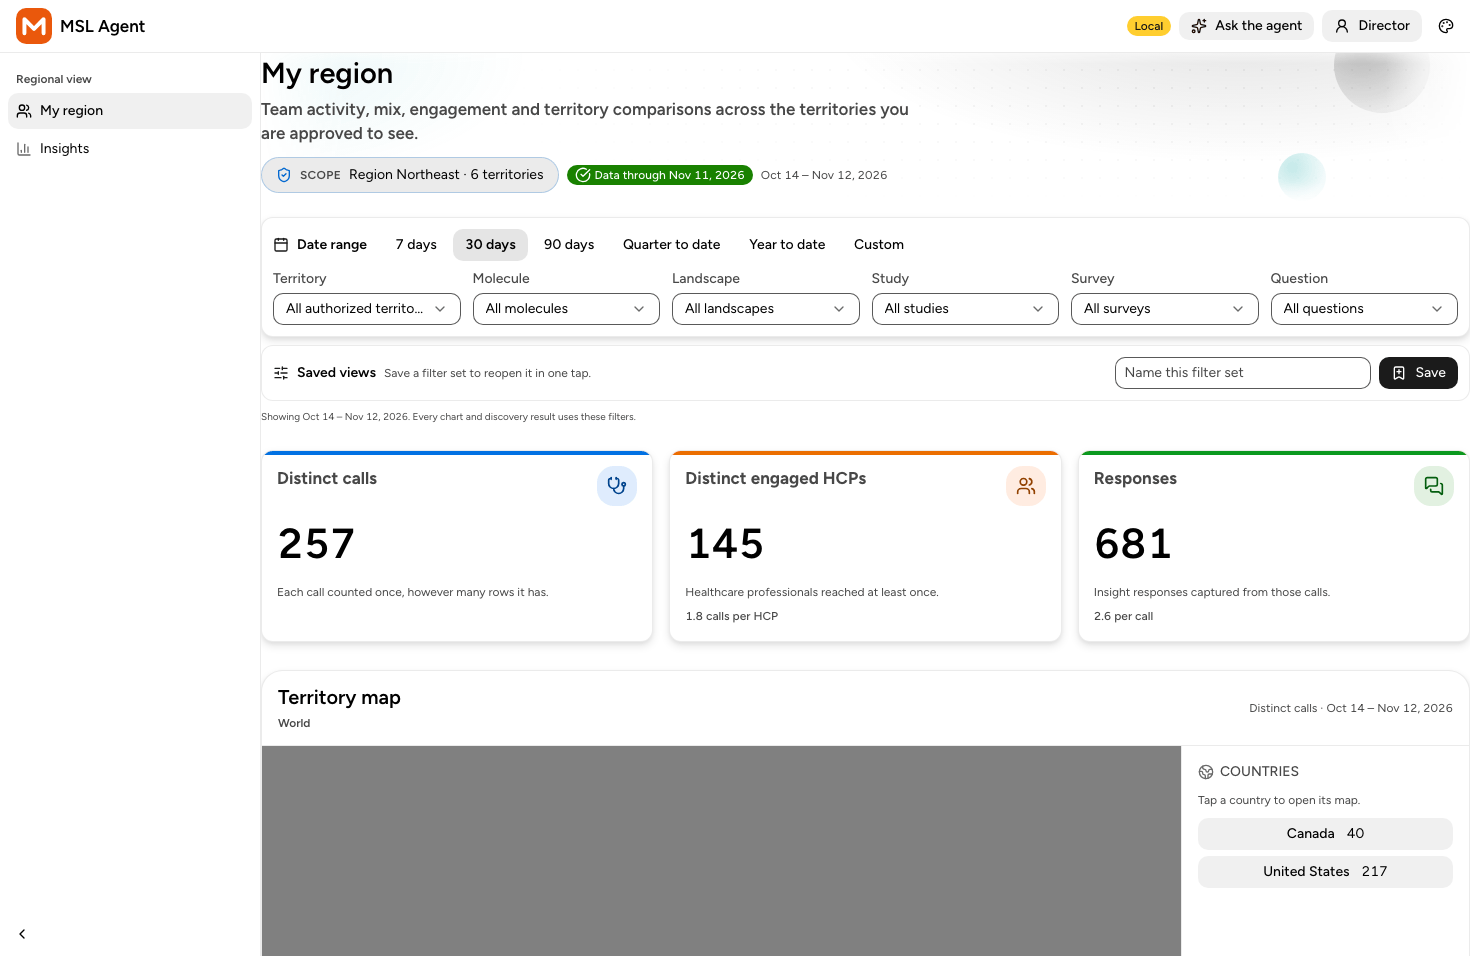 MSL Agent
Local
Ask the agent
Director
Regional view
My region
Insights
My region
Team activity, mix, engagement and territory comparisons across the territories you
are approved to see.
SCOPE Region Northeast · 6 territories
Data through Nov 11, 2026
Oct 14 – Nov 12, 2026
Date range
7 days
30 days
90 days
Quarter to date
Year to date
Custom
Territory
All authorized territo...
Molecule
All molecules
Landscape
All landscapes
Study
All studies
Survey
All surveys
Question
All questions
Saved views
Save a filter set to reopen it in one tap.
Name this filter set
Save
Showing Oct 14 – Nov 12, 2026. Every chart and discovery result uses these filters.
Distinct calls
257
Each call counted once, however many rows it has.
Distinct engaged HCPs
145
Healthcare professionals reached at least once.
1.8 calls per HCP
Responses
681
Insight responses captured from those calls.
2.6 per call
Territory map
World
Distinct calls · Oct 14 – Nov 12, 2026
COUNTRIES
Tap a country to open its map.
Canada 40
United States 217